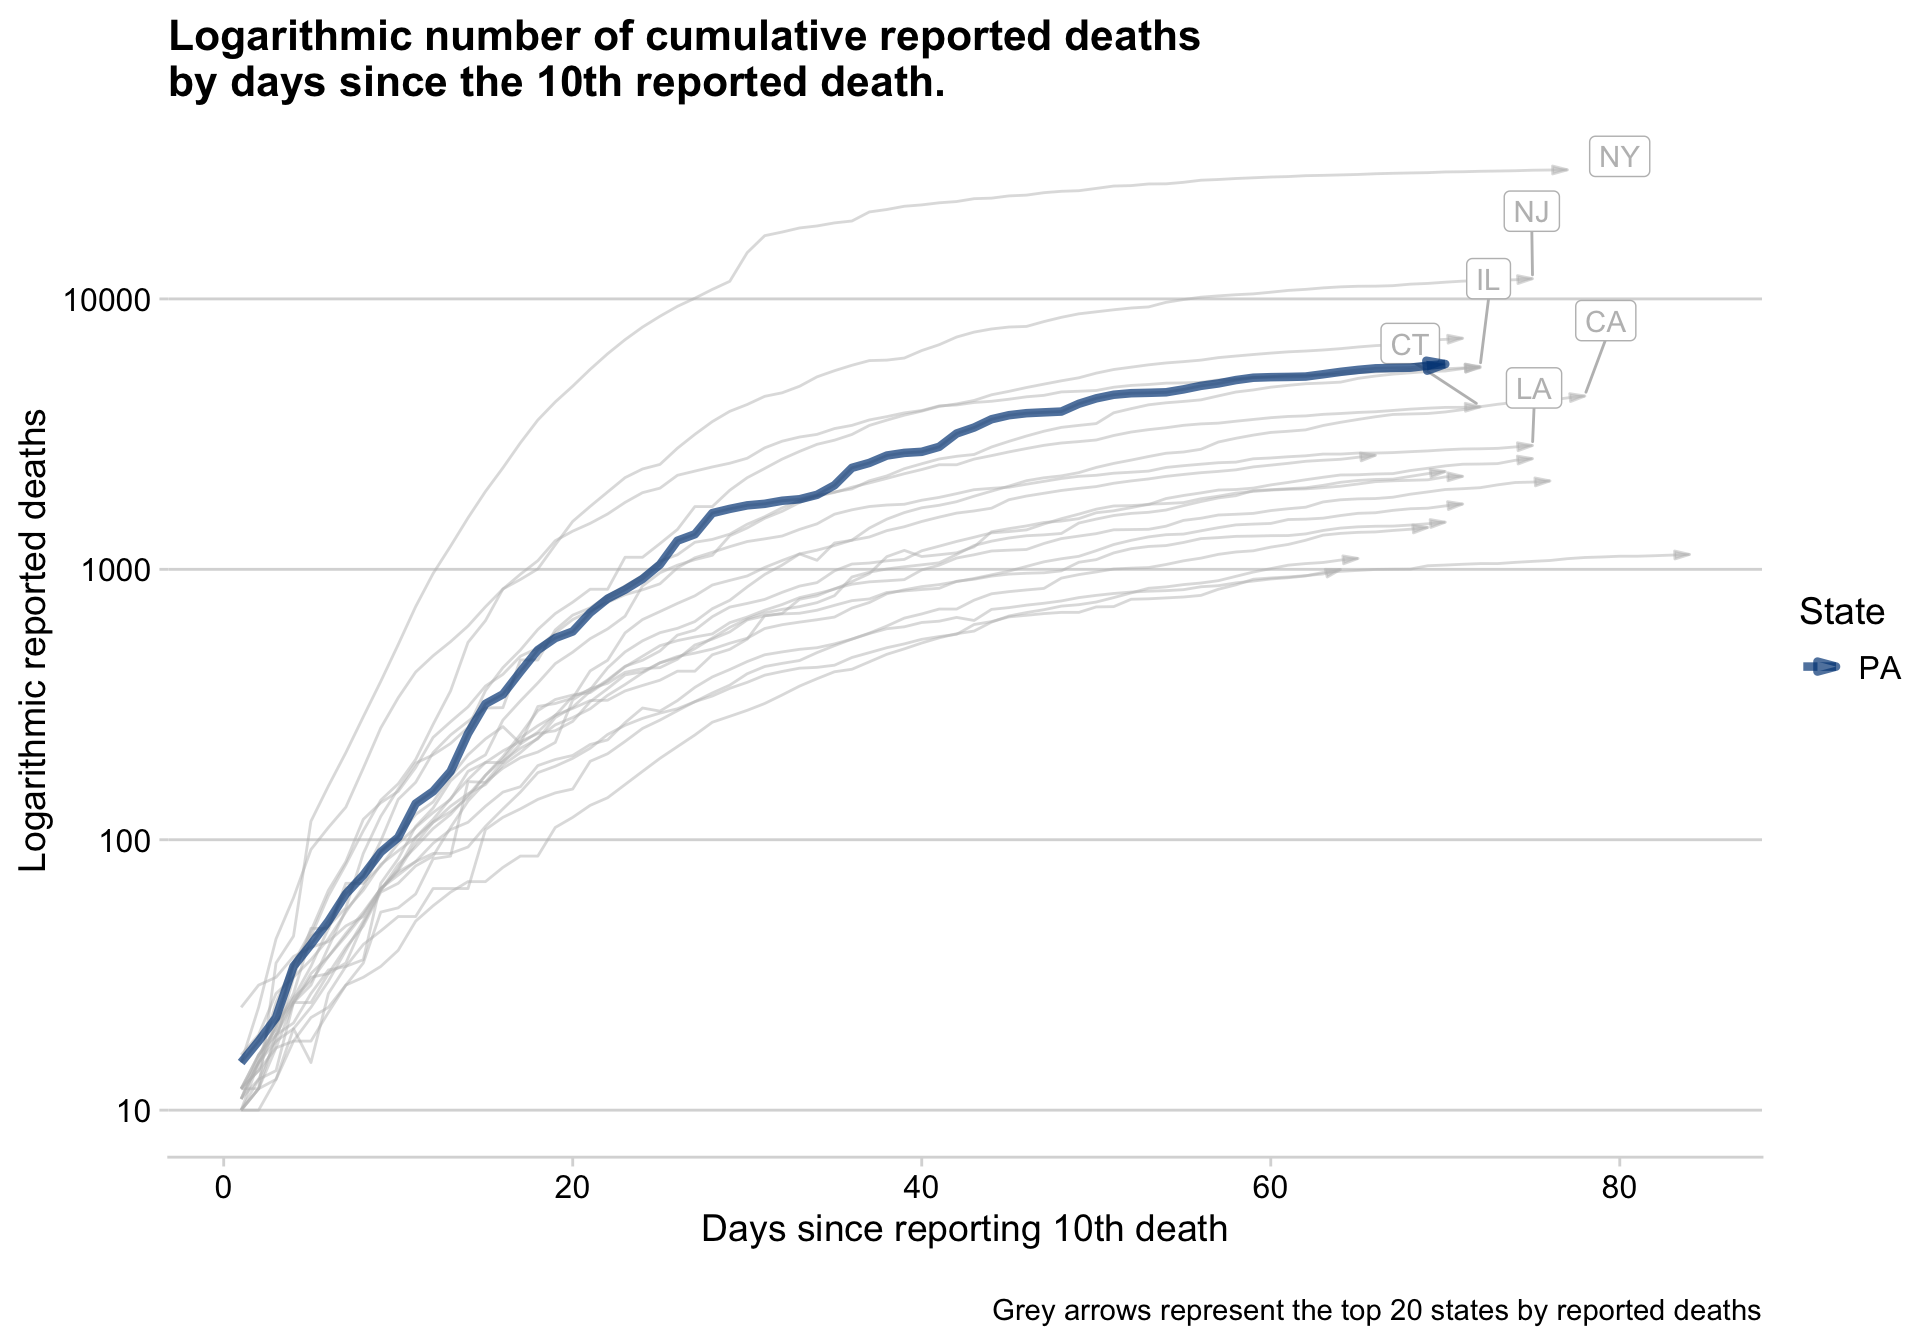 Logarithmic number of cumulative reported deaths
by days since the 10th reported death.
NY
NJ
IL
CA
CT
LA
10000
1000
100
10
Logarithmic reported deaths
0 20 40 60 80
Days since reporting 10th death
State
PA
Grey arrows represent the top 20 states by reported deaths